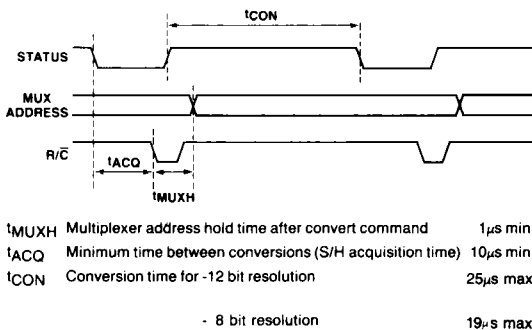 tCON
STATUS
MUX
ADDRESS
R/C̅
tACQ
tMUXH
tMUXH Multiplexer address hold time after convert command 1μs min
tACQ Minimum time between conversions (S/H acquisition time) 10μs min
tCON Conversion time for -12 bit resolution 25μs max
- 8 bit resolution 19μs max